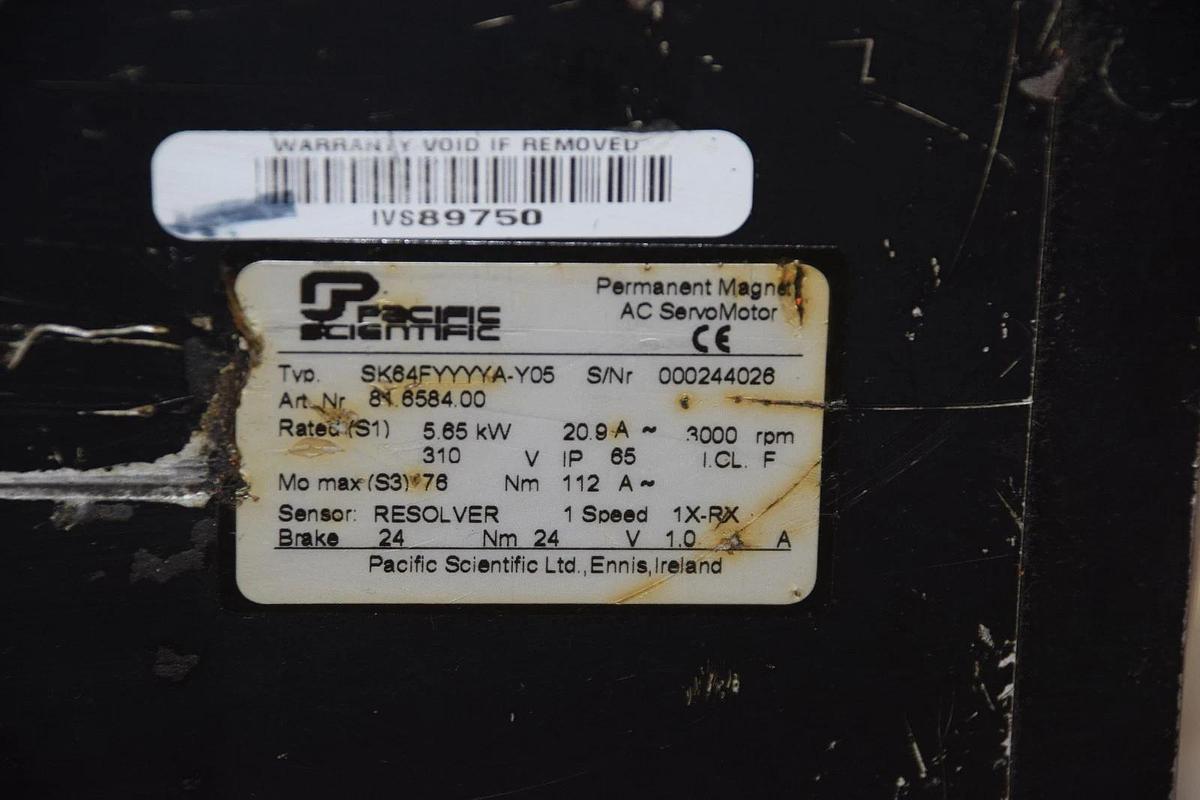 WARRANTY VOID IF REMOVED
IVS89750
PACIFIC
SCIENTIFIC
Permanent Magnet
AC ServoMotor
CE
Typ. SK64FYYYYA-Y05 S/Nr 000244026
Art. Nr 81.6584.00
Rated (S1) 5.65 kW 20.9 A ~ 3000 rpm
310 V IP 65 I.CL. F
Mo max (S3) 76 Nm 112 A~
Sensor: RESOLVER 1 Speed 1X-RX
Brake 24 Nm 24 V 1.0 A
Pacific Scientific Ltd.,Ennis,Ireland